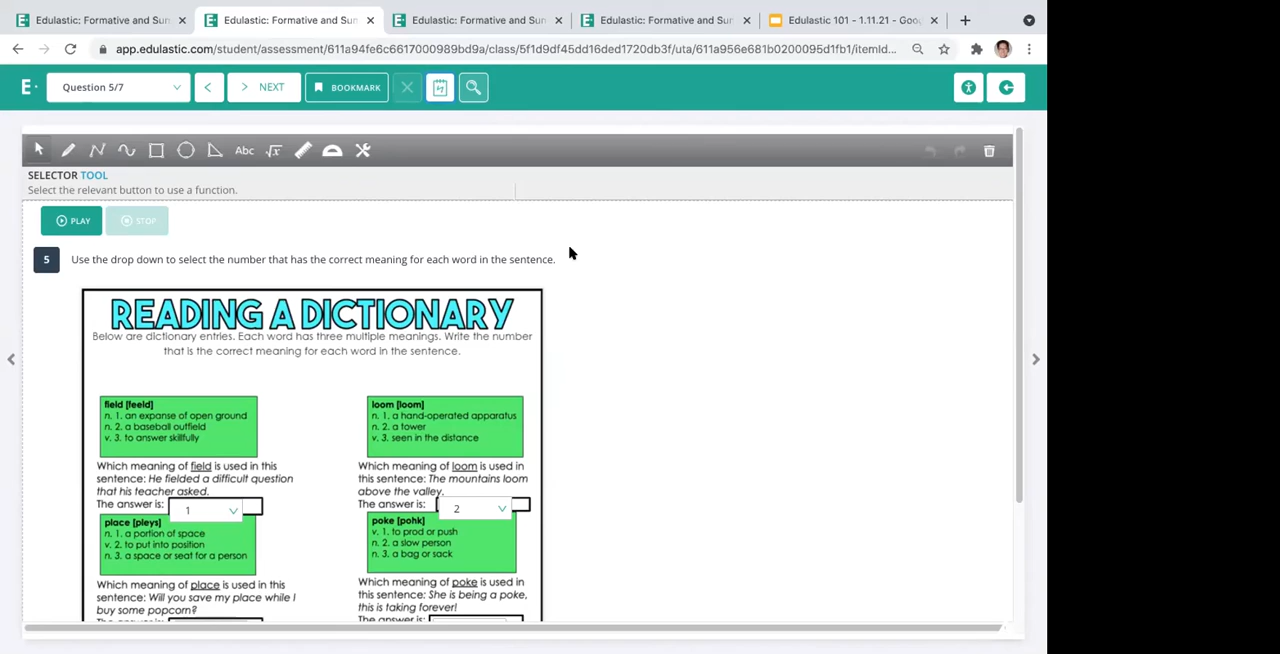 Edulastic: Formative and Sum
Edulastic: Formative and Sum
Edulastic: Formative and Sum
Edulastic: Formative and Sum
Edulastic 101 - 1.11.21 - Goo
app.edulastic.com/student/assessment/611a94fe6c6617000989bd9a/class/5f1d9df45dd16ded1720db3f/uta/611a956e681b0200095d1fb1/itemId...
E
Question 5/7
NEXT
BOOKMARK
Abc
SELECTOR TOOL
Select the relevant button to use a function.
PLAY
STOP
5
Use the drop down to select the number that has the correct meaning for each word in the sentence.
READING A DICTIONARY
Below are dictionary entries. Each word has three multiple meanings. Write the number
that is the correct meaning for each word in the sentence.
field [feeld]
n. 1. an expanse of open ground
n. 2. a baseball outfield
v. 3. to answer skillfully
Which meaning of field is used in this
sentence: He fielded a difficult question
that his teacher asked.
The answer is: 1
loom [loom]
n. 1. a hand-operated apparatus
n. 2. a tower
v. 3. seen in the distance
Which meaning of loom is used in
this sentence: The mountains loom
above the valley.
The answer is: 2
place [pleys]
n. 1. a portion of space
v. 2. to put into position
n. 3. a space or seat for a person
Which meaning of place is used in this
sentence: Will you save my place while I
buy some popcorn?
The answer is:
poke [pohk]
v. 1. to prod or push
n. 2. a slow person
n. 3. a bag or sack
Which meaning of poke is used in
this sentence: She is being a poke,
this is taking forever!
The answer is: